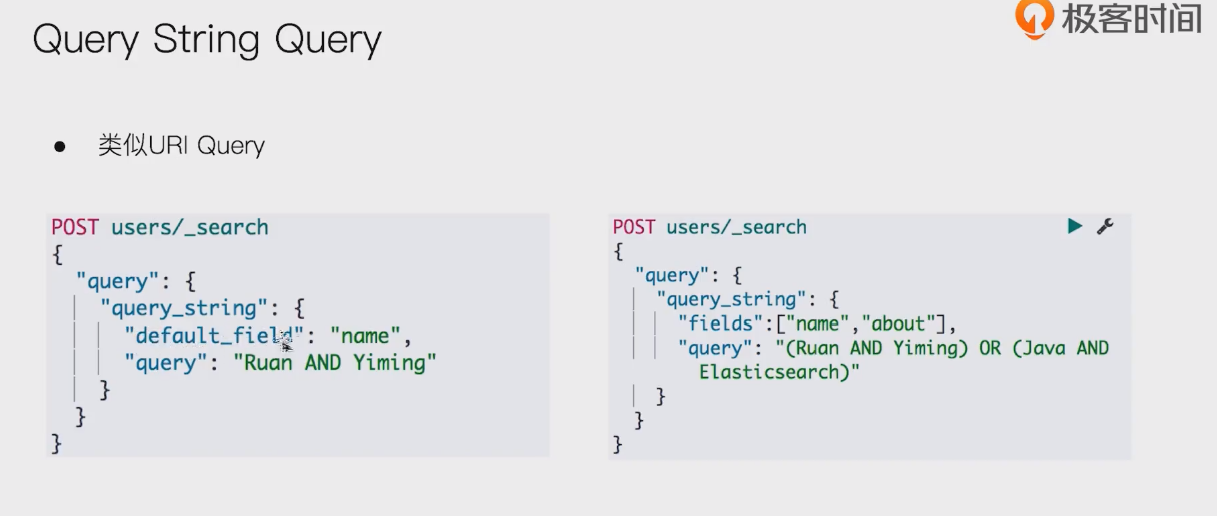 极客时间
Query String Query
● 类似URI Query
POST users/_search
{
  "query": {
    "query_string": {
      "default_field": "name",
      "query": "Ruan AND Yiming"
    }
  }
}
POST users/_search
{
  "query": {
    "query_string": {
      "fields":["name","about"],
      "query": "(Ruan AND Yiming) OR (Java AND
        Elasticsearch)"
    }
  }
}